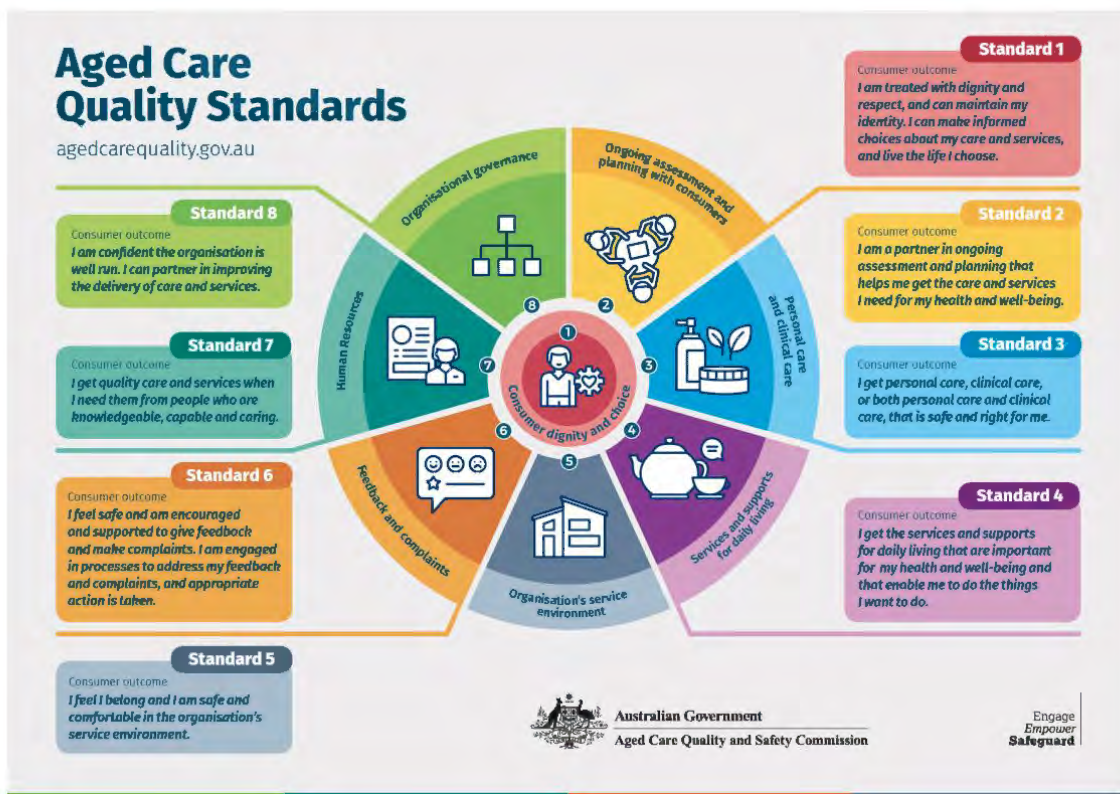 Aged Care
Quality Standards
agedcarequality.gov.au
Standard 1
Consumer outcome
I am treated with dignity and
respect, and can maintain my
identity. I can make informed
choices about my care and services,
and live the life I choose.
Standard 2
Consumer outcome
I am a partner in ongoing
assessment and planning that
helps me get the care and services
I need for my health and well-being.
Standard 3
Consumer outcome
I get personal care, clinical care,
or both personal care and clinical
care, that is safe and right for me.
Standard 4
Consumer outcome
I get the services and supports
for daily living that are important
for my health and well-being and
that enable me to do the things
I want to do.
Standard 8
Consumer outcome
I am confident the organisation is
well run. I can partner in improving
the delivery of care and services.
Standard 7
Consumer outcome
I get quality care and services when
I need them from people who are
knowledgeable, capable and caring.
Standard 6
Consumer outcome
I feel safe and am encouraged
and supported to give feedback
and make complaints. I am engaged
in processes to address my feedback
and complaints, and appropriate
action is taken.
Standard 5
Consumer outcome
I feel I belong and I am safe and
comfortable in the organisation's
service environment.
Organisational governance
8
Ongoing assessment and
planning with consumers
2
Personal care
and clinical care
3
Services and supports
for daily living
4
Organisation's service
environment
5
Feedback and complaints
6
Human Resources
7
1
Consumer dignity and choice
Australian Government
Aged Care Quality and Safety Commission
Engage
Empower
Safeguard